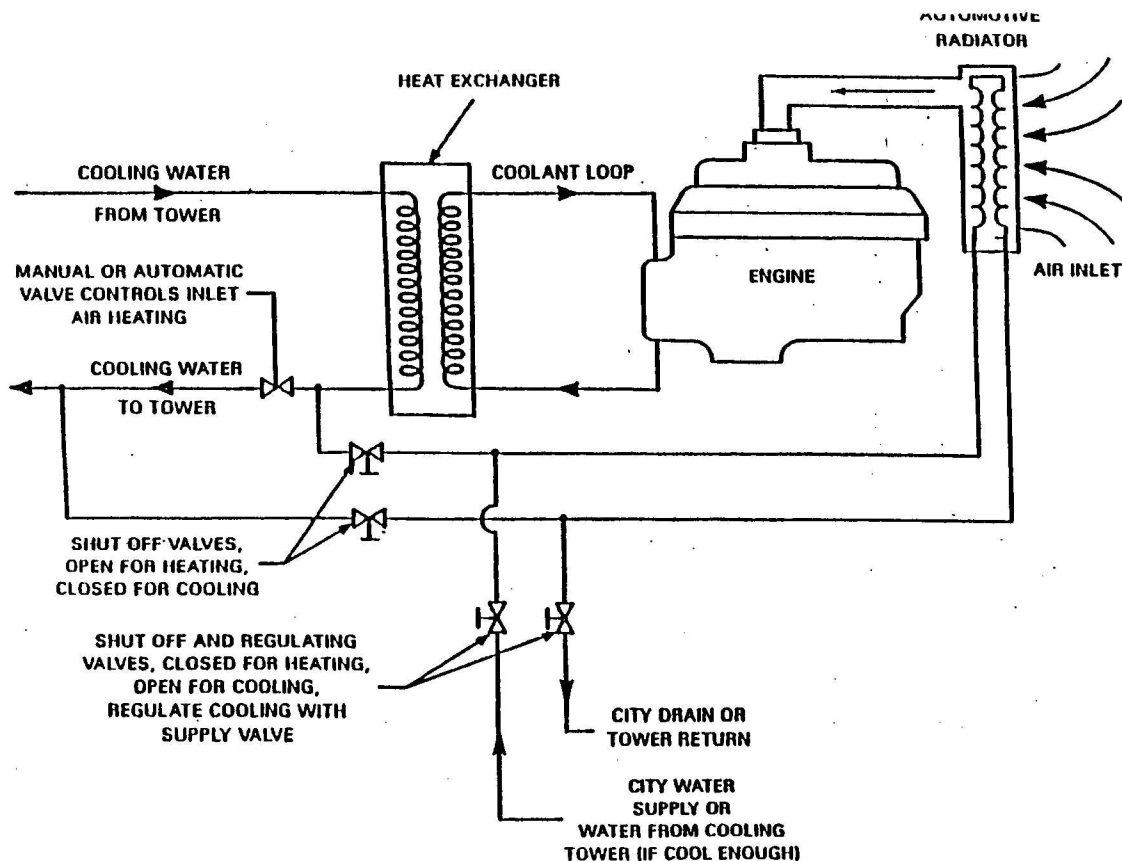 AUTOMOTIVE
RADIATOR
HEAT EXCHANGER
COOLING WATER
FROM TOWER
COOLANT LOOP
MANUAL OR AUTOMATIC
VALVE CONTROLS INLET
AIR HEATING
ENGINE
AIR INLET
COOLING WATER
TO TOWER
SHUT OFF VALVES,
OPEN FOR HEATING,
CLOSED FOR COOLING
SHUT OFF AND REGULATING
VALVES, CLOSED FOR HEATING,
OPEN FOR COOLING,
REGULATE COOLING WITH
SUPPLY VALVE
CITY DRAIN OR
TOWER RETURN
CITY WATER
SUPPLY OR
WATER FROM COOLING
TOWER (IF COOL ENOUGH)